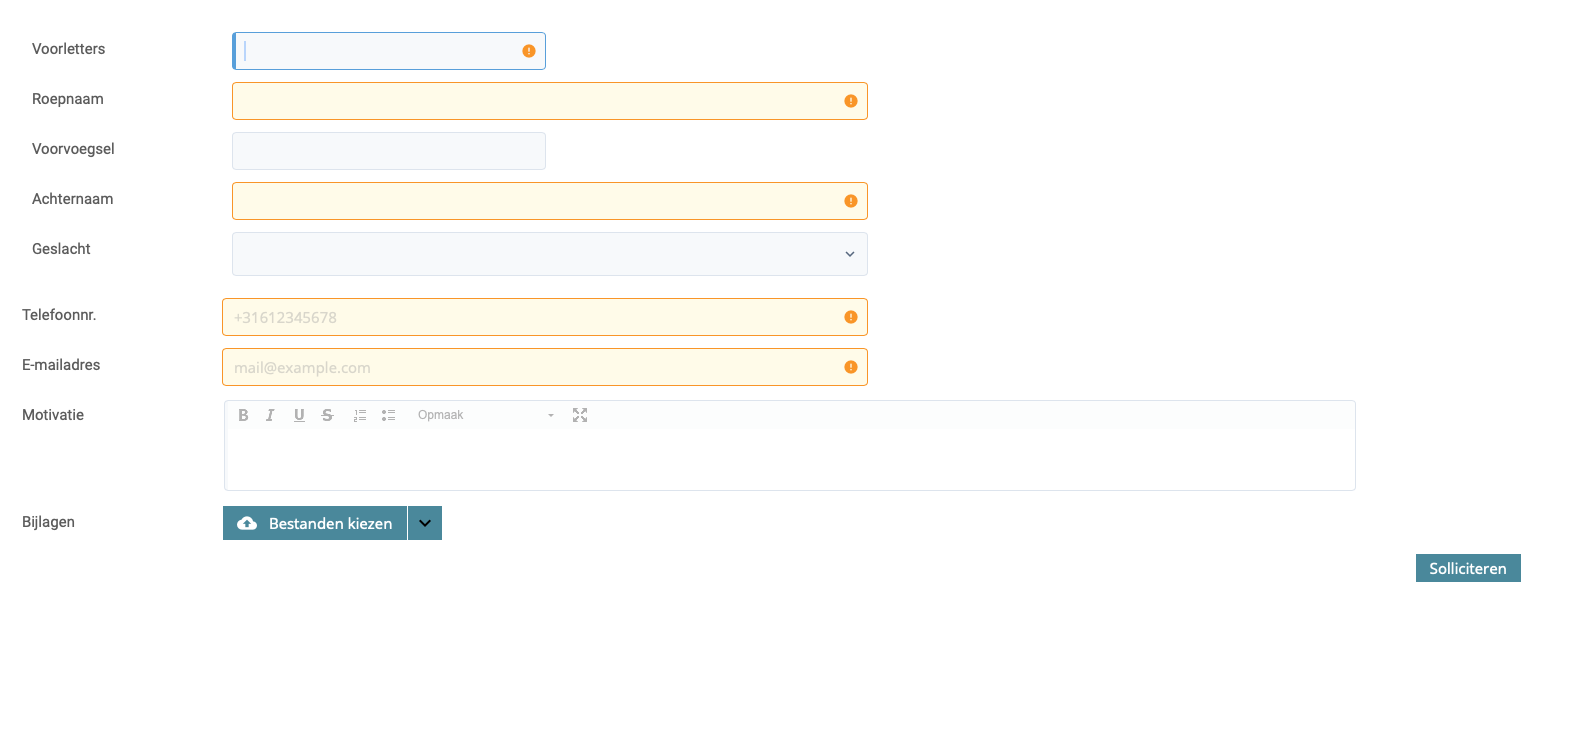 Voorletters
Roepnaam
Voorvoegsel
Achternaam
Geslacht
Telefoonnr.
+31612345678
E-mailadres
mail@example.com
Motivatie
B I U S Opmaak
Bijlagen
Bestanden kiezen
Solliciteren